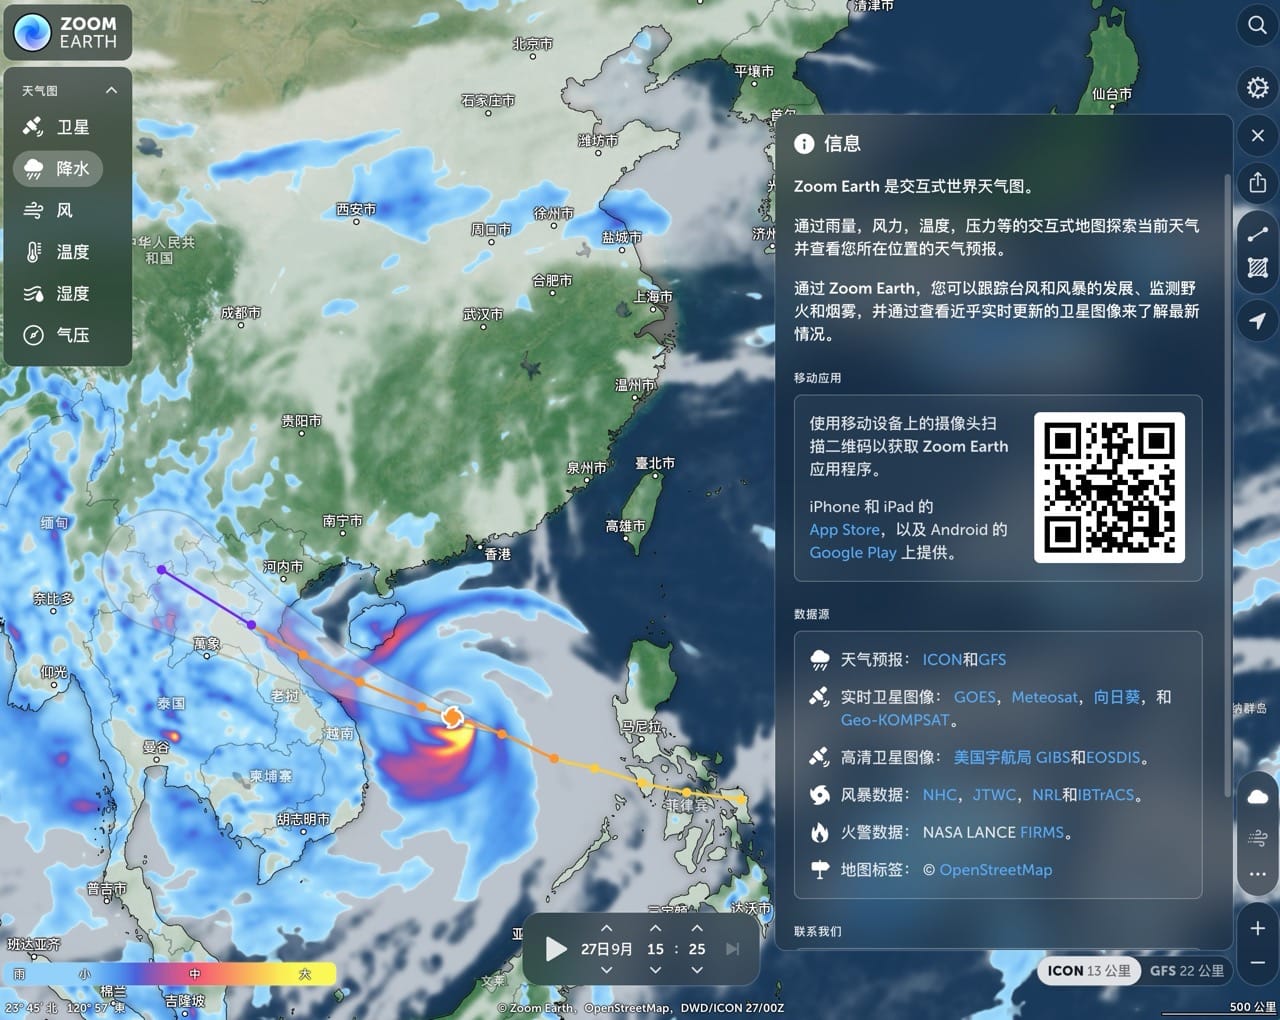 ZOOM
EARTH
天气图
卫星
降水
风
温度
湿度
气压
清津市
北京市
平壤市
仙台市
石家庄市
首尔
潍坊市
西安市
徐州市
周口市
盐城市
济州
中华人民共
和国
合肥市
上海市
成都市
武汉市
温州市
贵阳市
泉州市
臺北市
南宁市
高雄市
缅甸
香港
河内市
奈比多
萬象
仰光
老挝
泰国
马尼拉
纳群岛
越南
曼谷
柬埔寨
菲律宾
胡志明市
普吉市
达沃市
班达亚齐
棉兰
吉隆坡
文莱
信息
Zoom Earth 是交互式世界天气图。
通过雨量，风力，温度，压力等的交互式地图探索当前天气
并查看您所在位置的天气预报。
通过 Zoom Earth，您可以跟踪台风和风暴的发展、监测野
火和烟雾，并通过查看近乎实时更新的卫星图像来了解最新
情况。
移动应用
使用移动设备上的摄像头扫
描二维码以获取 Zoom Earth
应用程序。
iPhone 和 iPad 的
App Store，以及 Android 的
Google Play 上提供。
数据源
天气预报： ICON和GFS
实时卫星图像： GOES，Meteosat，向日葵，和
Geo-KOMPSAT。
高清卫星图像： 美国宇航局 GIBS和EOSDIS。
风暴数据： NHC，JTWC，NRL和IBTrACS。
火警数据： NASA LANCE FIRMS。
地图标签： © OpenStreetMap
联系我们
27日9月 15 : 25
ICON 13 公里 GFS 22 公里
雨 小 中 大
23° 45' 北 120° 57' 東
© Zoom Earth，OpenStreetMap，DWD/ICON 27/00Z
500 公里